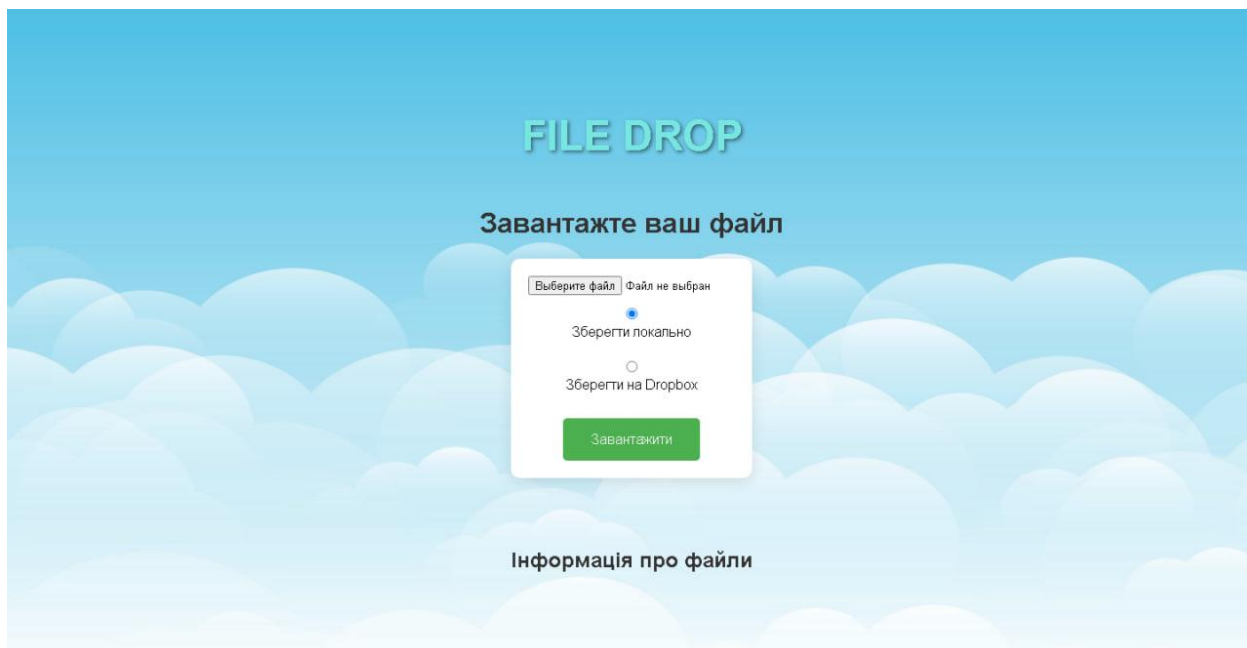 FILE DROP
Завантажте ваш файл
Выберите файл Файл не выбран
Зберегти локально
Зберегти на Dropbox
Завантажити
Інформація про файли